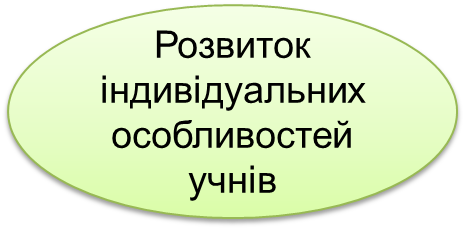 Розвиток
індивідуальних
особливостей
учнів